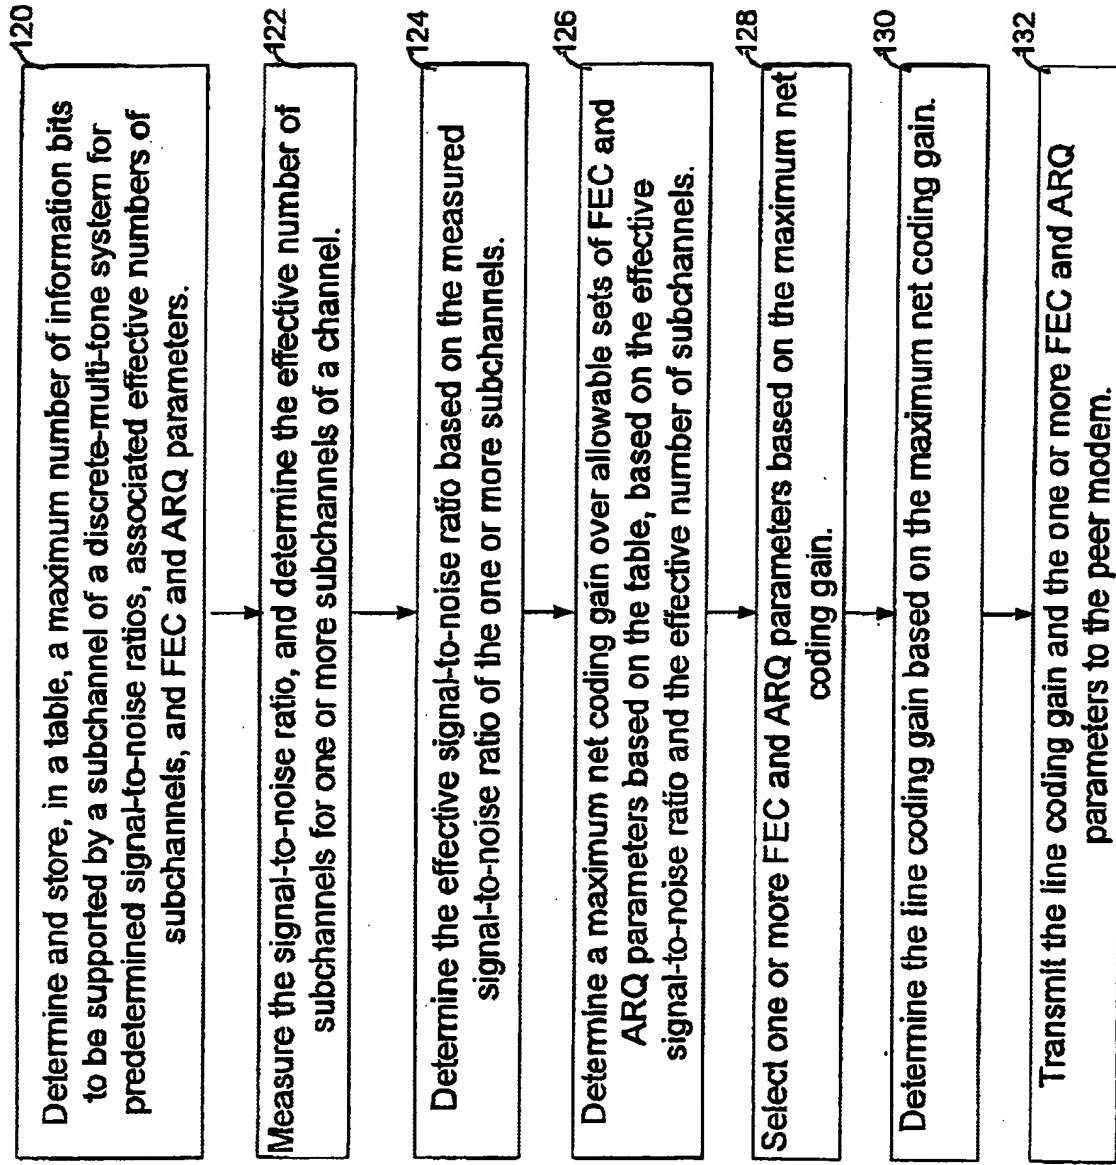 120
Determine and store, in a table, a maximum number of information bits
to be supported by a subchannel of a discrete-multi-tone system for
predetermined signal-to-noise ratios, associated effective numbers of
subchannels, and FEC and ARQ parameters.
122
Measure the signal-to-noise ratio, and determine the effective number of
subchannels for one or more subchannels of a channel.
124
Determine the effective signal-to-noise ratio based on the measured
signal-to-noise ratio of the one or more subchannels.
126
Determine a maximum net coding gain over allowable sets of FEC and
ARQ parameters based on the table, based on the effective
signal-to-noise ratio and the effective number of subchannels.
128
Select one or more FEC and ARQ parameters based on the maximum net
coding gain.
130
Determine the line coding gain based on the maximum net coding gain.
132
Transmit the line coding gain and the one or more FEC and ARQ
parameters to the peer modem.